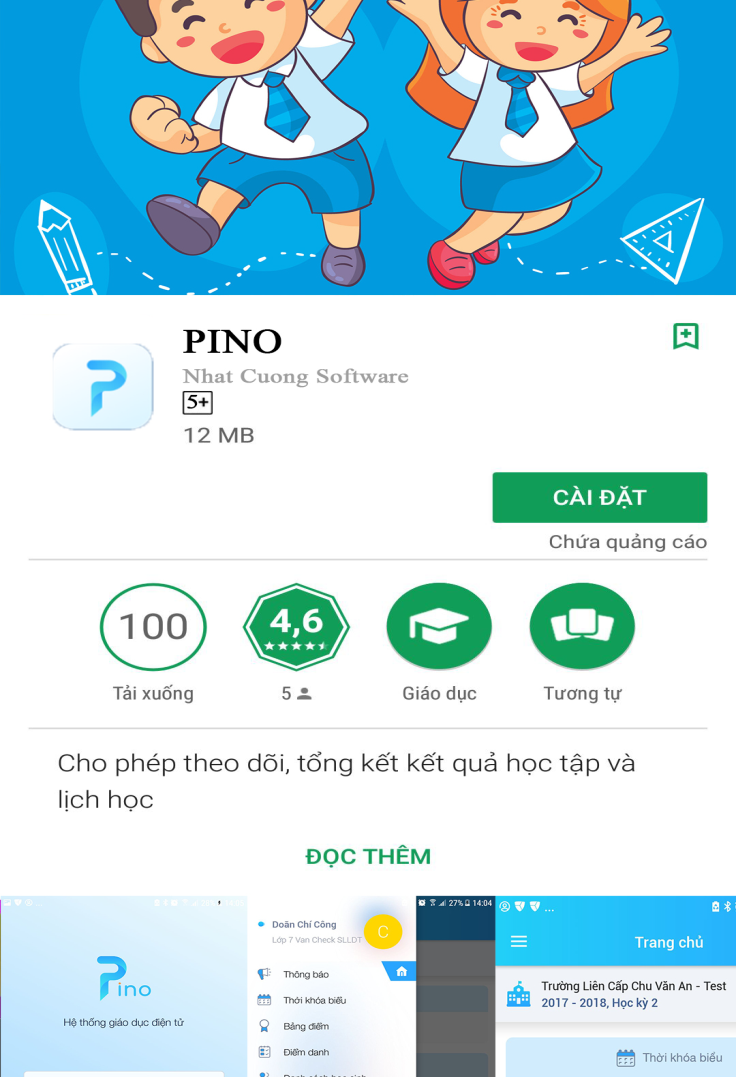 PINO
Nhat Cuong Software
5+
12 MB
CÀI ĐẶT
Chứa quảng cáo
100
4,6
Tải xuống
5
Giáo dục
Tương tự
Cho phép theo dõi, tổng kết kết quả học tập và
lịch học
ĐỌC THÊM
Pino
Hệ thống giáo dục điện tử
Doãn Chí Công
Lớp 7 Van Check SLLDT
C
Thông báo
Thời khóa biểu
Bảng điểm
Điểm danh
27% 14:04
Trang chủ
Trường Liên Cấp Chu Văn An - Test
2017 - 2018, Học kỳ 2
Thời khóa biểu